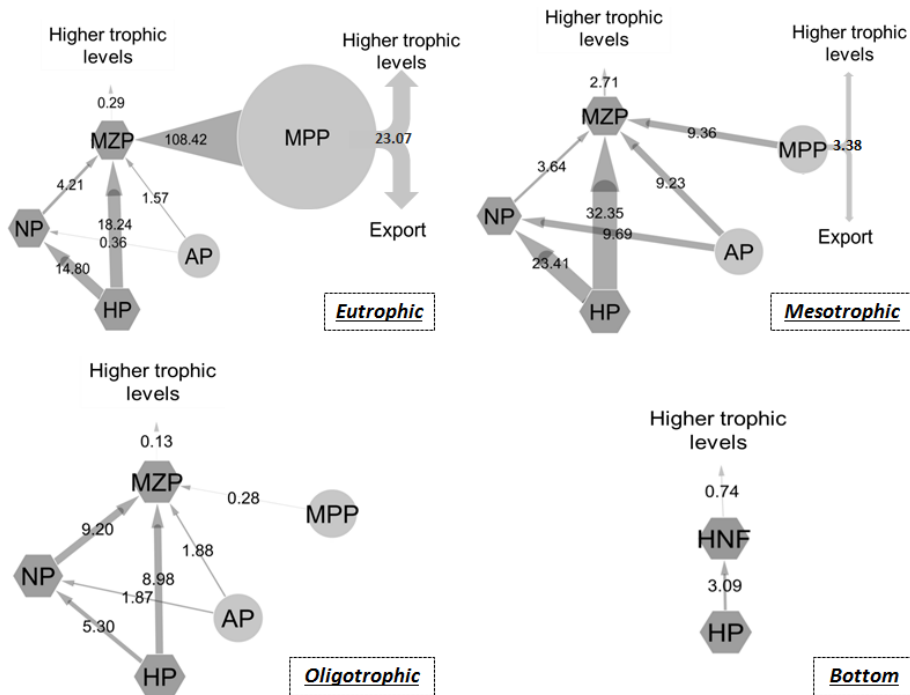 Higher trophic
levels
0.29
MZP
108.42
MPP
Higher trophic
levels
23.07
Export
4.21
1.57
NP
18.24
0.36
AP
14.80
HP
Eutrophic
Higher trophic
levels
2.71
MZP
9.36
MPP
Higher trophic
levels
3.38
Export
3.64
9.23
NP
32.35
9.69
AP
23.41
HP
Mesotrophic
Higher trophic
levels
0.13
MZP
0.28
MPP
9.20
1.88
NP
8.98
1.87
AP
5.30
HP
Oligotrophic
Higher trophic
levels
0.74
HNF
3.09
HP
Bottom